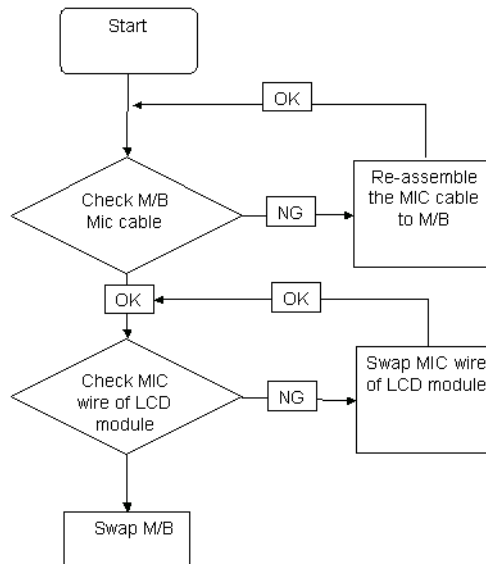 Start
OK
Check M/B
Mic cable
NG
Re-assemble
the MIC cable
to M/B
OK
OK
Check MIC
wire of LCD
module
NG
Swap MIC wire
of LCD module
Swap M/B